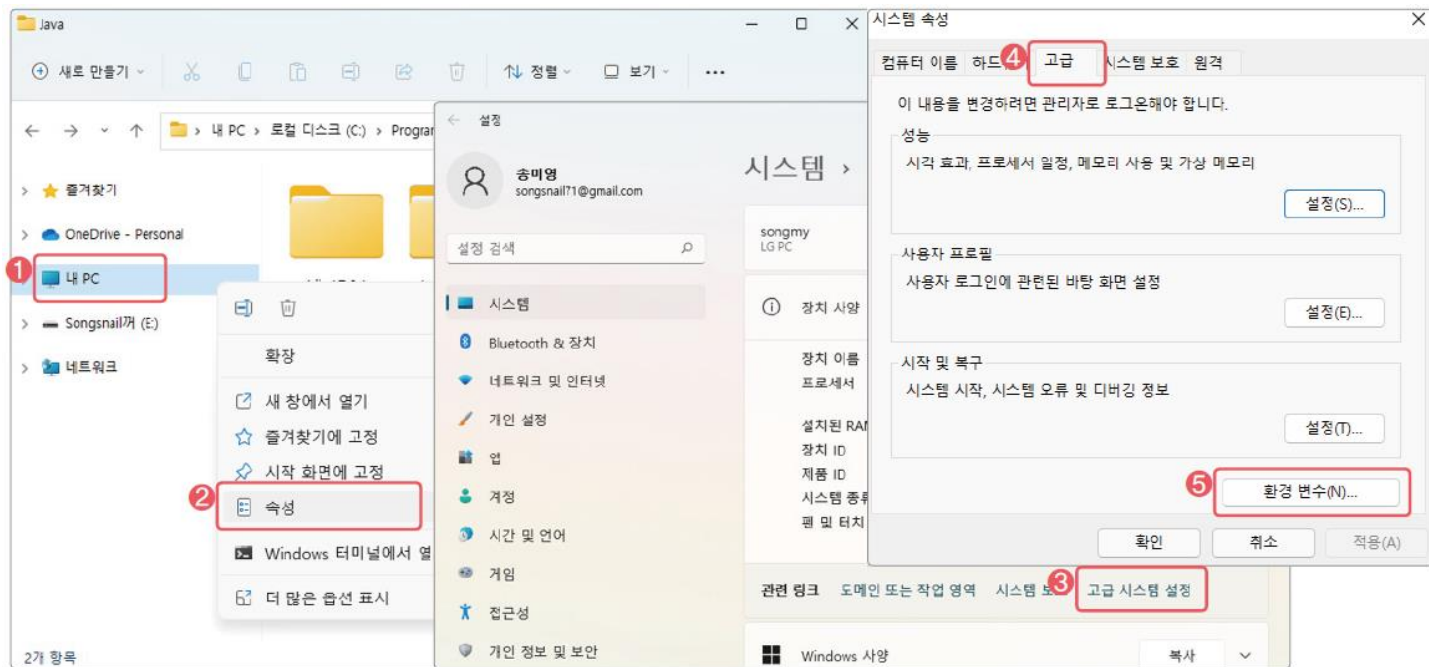 Java
새로 만들기
정렬
보기
내 PC > 로컬 디스크 (C:) >
즐겨찾기
OneDrive - Personal
1
내 PC
Songsnail꺼 (E:)
네트워크
2개 항목
확장
새 창에서 열기
즐겨찾기에 고정
시작 화면에 고정
2
속성
Windows 터미널에서
더 많은 옵션 표시
설정
송미영
songsnail71@gmail.com
설정 검색
시스템
Bluetooth & 장치
네트워크 및 인터넷
개인 설정
앱
계정
시간 및 언어
게임
접근성
개인 정보 및 보안
시스템 >
songmy
LG PC
장치 사양
장치 이름
프로세서
설치된
장치 ID
제품 ID
시스템
펜 및 터치
관련 링크 도메인 또는 작업 영역 시스템
3
고급 시스템 설정
Windows 사양
복사
시스템 속성
컴퓨터 이름
4
고급
시스템 보호
원격
이 내용을 변경하려면 관리자로 로그온해야 합니다.
성능
시각 효과, 프로세서 일정, 메모리 사용 및 가상 메모리
설정(S)...
사용자 프로필
사용자 로그인에 관련된 바탕 화면 설정
설정(E)...
시작 및 복구
시스템 시작, 시스템 오류 및 디버깅 정보
설정(T)...
5
환경 변수(N)...
확인
취소
적용(A)